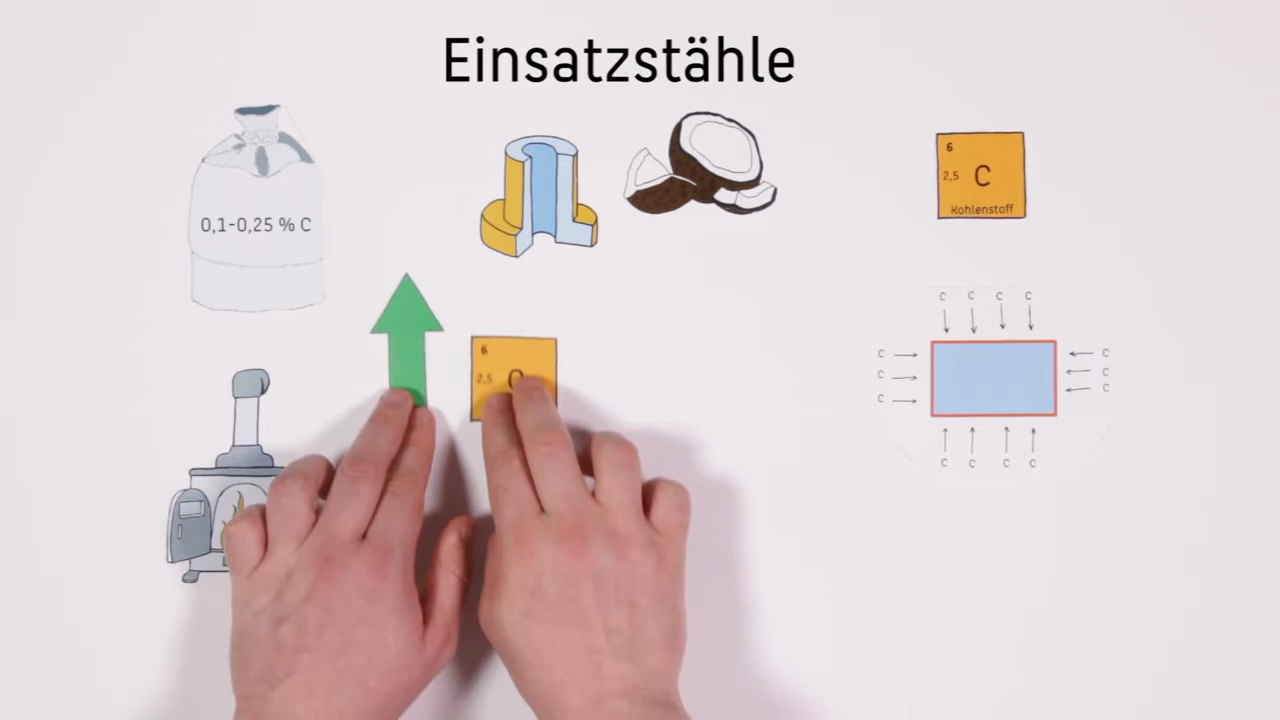 Einsatzstähle
0,1-0,25 % C
6
2,5 C
Kohlenstoff
6
2,5 C
C C C C
C C
C C
C C
C C C C